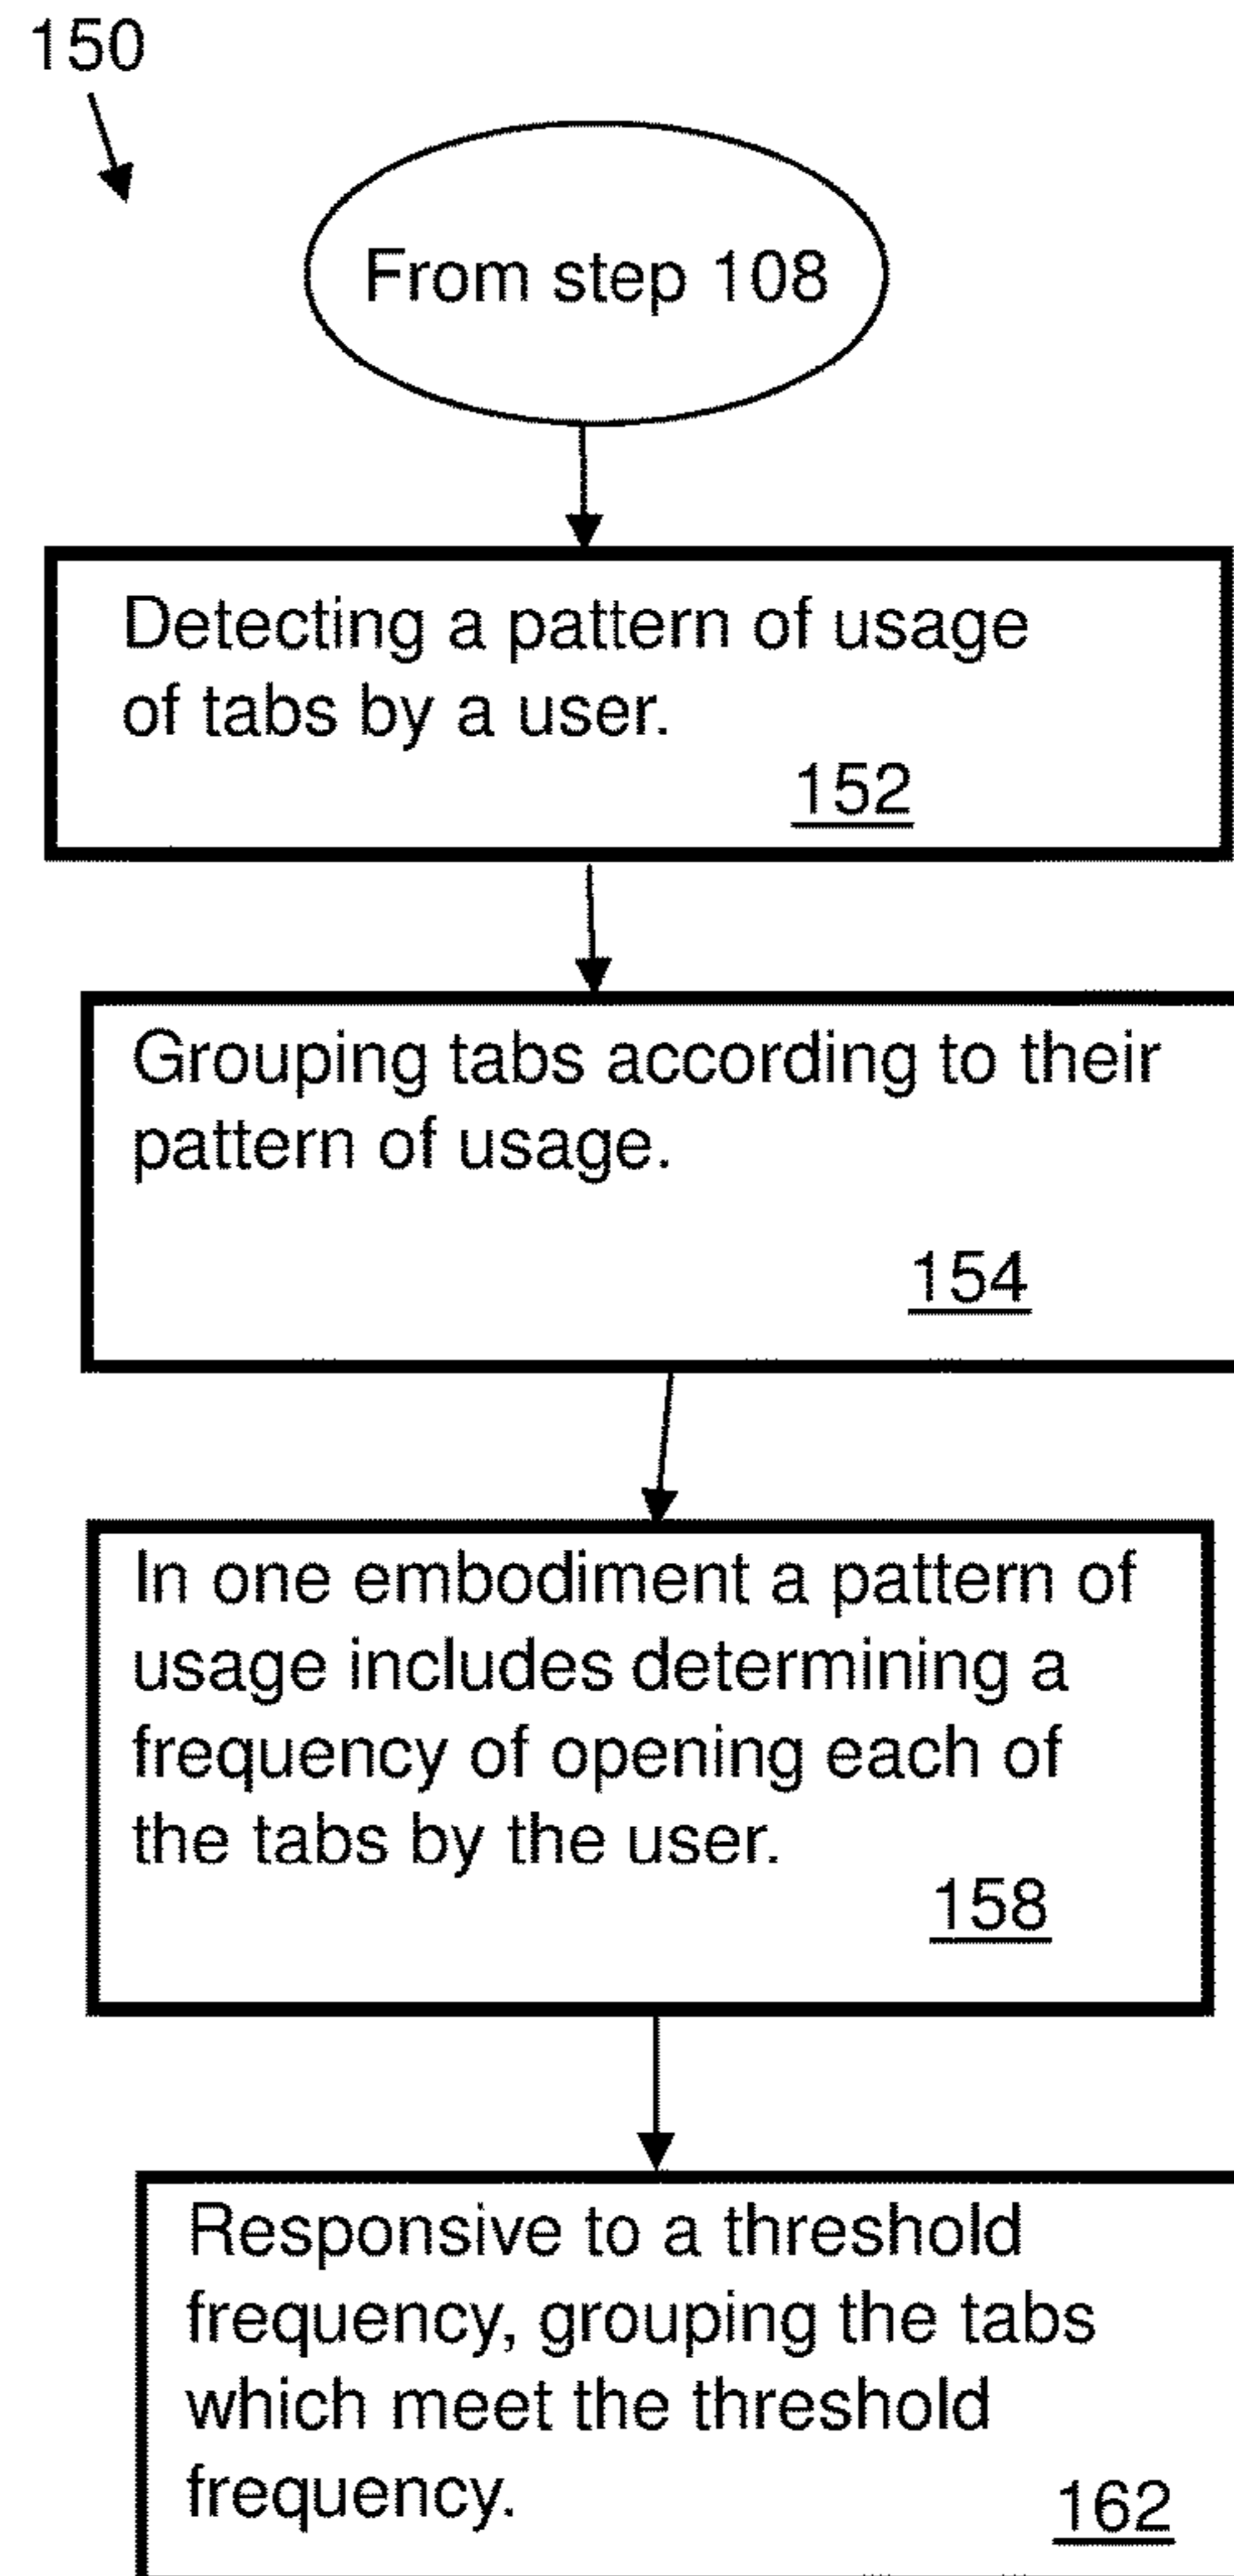 150
From step 108
Detecting a pattern of usage
of tabs by a user.
152
Grouping tabs according to their
pattern of usage.
154
In one embodiment a pattern of
usage includes determining a
frequency of opening each of
the tabs by the user.
158
Responsive to a threshold
frequency, grouping the tabs
which meet the threshold
frequency.
162